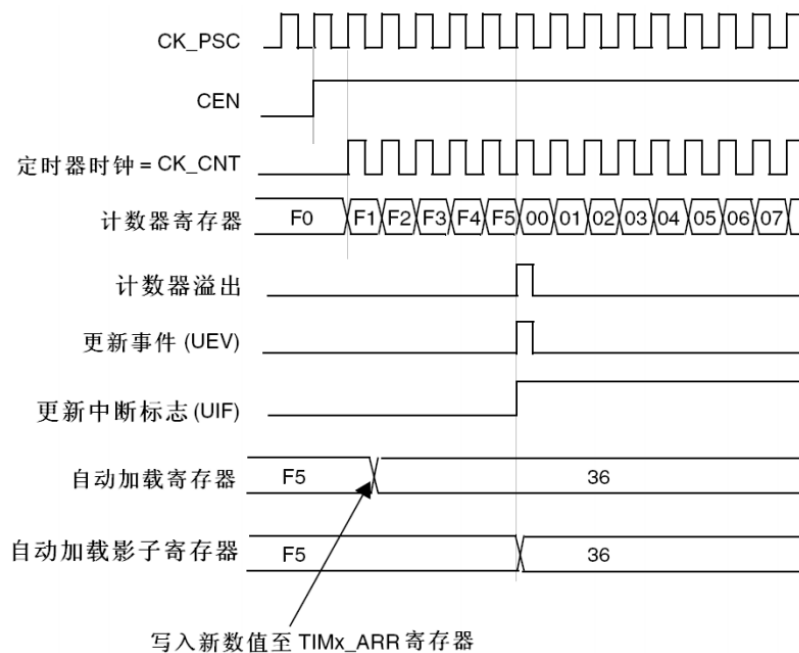 CK_PSC
CEN
定时器时钟 = CK_CNT
计数器寄存器 F0 F1 F2 F3 F4 F5 00 01 02 03 04 05 06 07
计数器溢出
更新事件 (UEV)
更新中断标志 (UIF)
自动加载寄存器 F5 36
自动加载影子寄存器 F5 36
写入新数值至 TIMx_ARR 寄存器